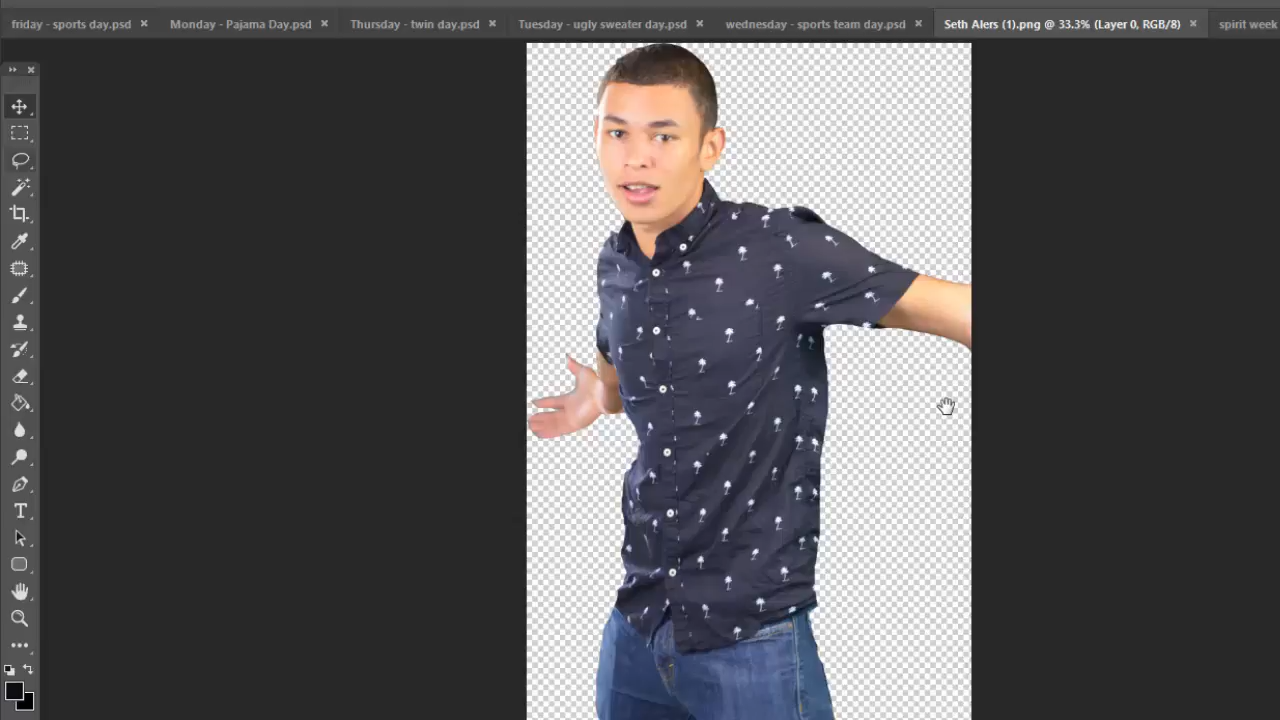 friday - sports day.psd × Monday - Pajama Day.psd × Thursday - twin day.psd × Tuesday - ugly sweater day.psd × wednesday - sports team day.psd × Seth Alers (1).png @ 33.3% (Layer 0, RGB/8) × spirit week